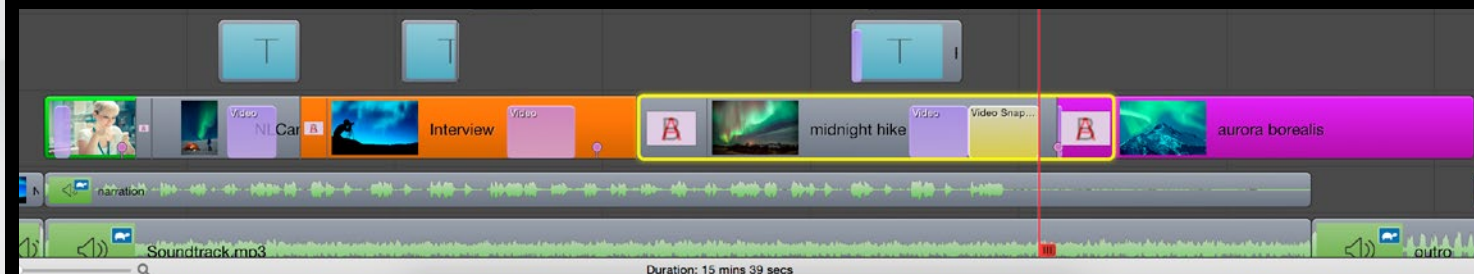 T
T
T
I
Video
Video
Video
Video Snap...
NLCar
A
Interview
A
midnight hike
A
aurora borealis
N
narration
Soundtrack.mp3
outro
Duration: 15 mins 39 secs